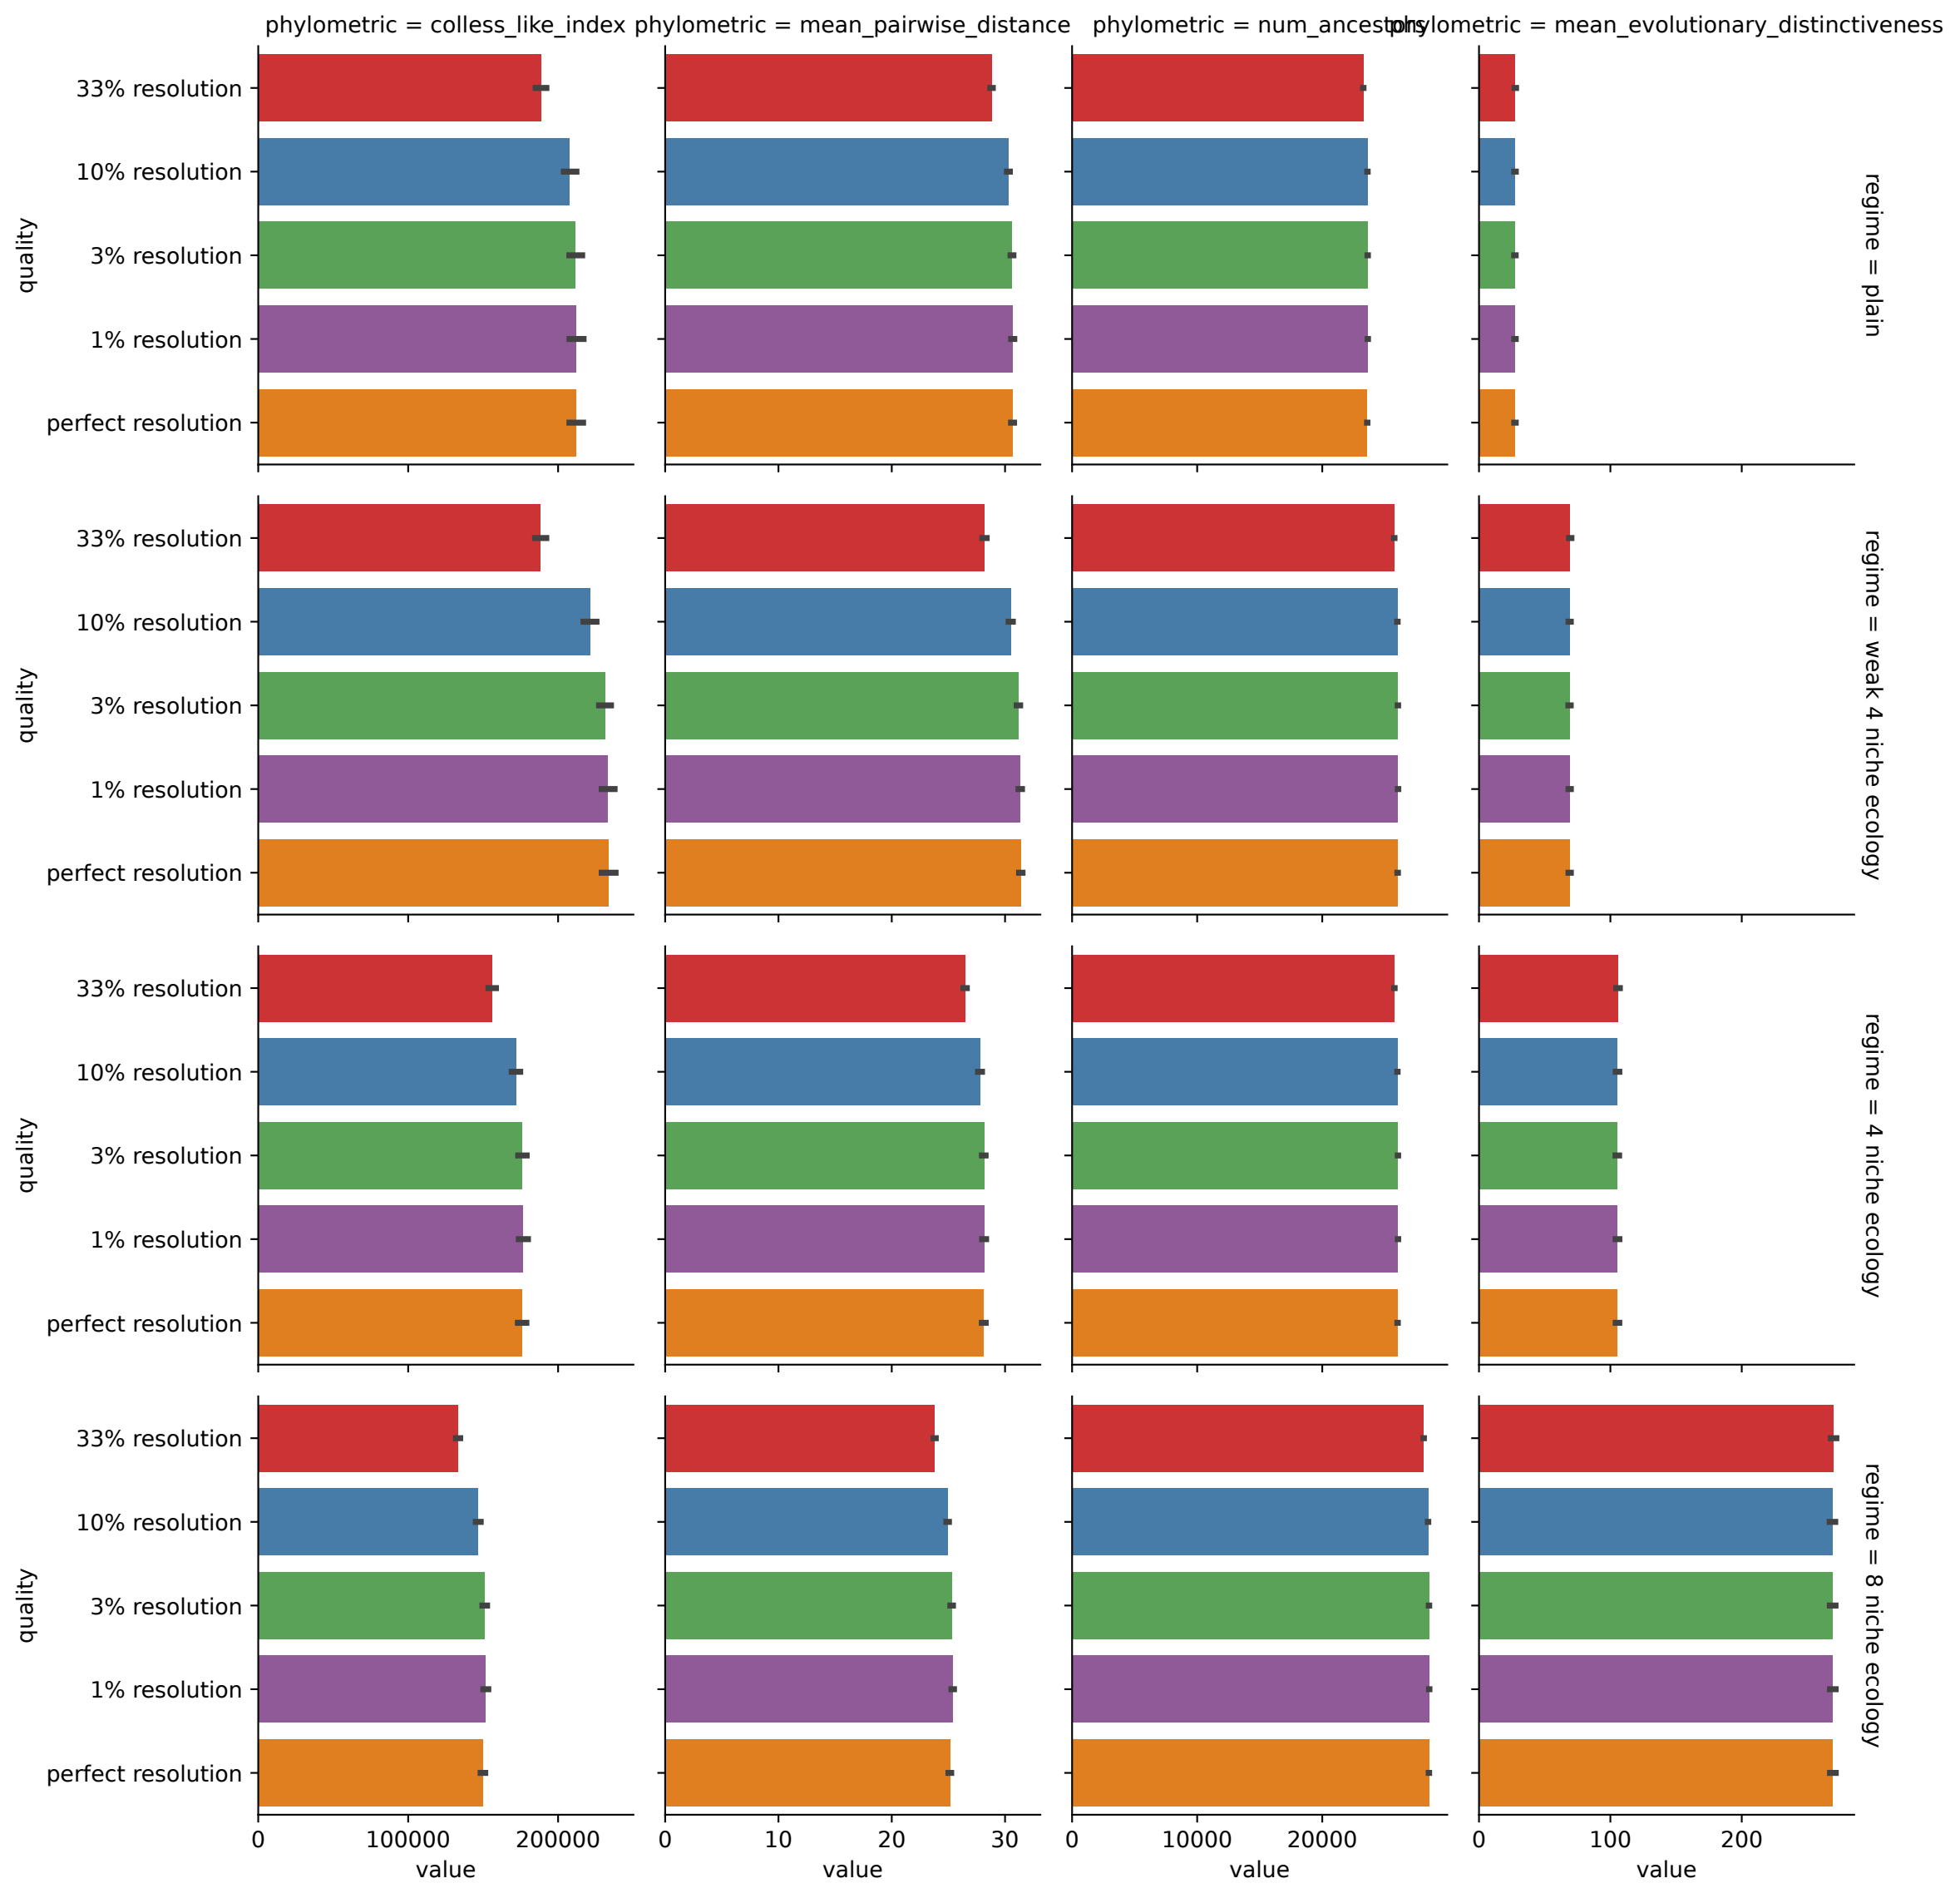 phylometric = colless_like_index
phylometric = mean_pairwise_distance
phylometric = num_ancestors
phylometric = mean_evolutionary_distinctiveness
quality
33% resolution
10% resolution
3% resolution
1% resolution
perfect resolution
regime = plain
quality
33% resolution
10% resolution
3% resolution
1% resolution
perfect resolution
regime = weak 4 niche ecology
quality
33% resolution
10% resolution
3% resolution
1% resolution
perfect resolution
regime = 4 niche ecology
quality
33% resolution
10% resolution
3% resolution
1% resolution
perfect resolution
regime = 8 niche ecology
0 100000 200000
value
0 10 20 30
value
0 10000 20000
value
0 100 200
value